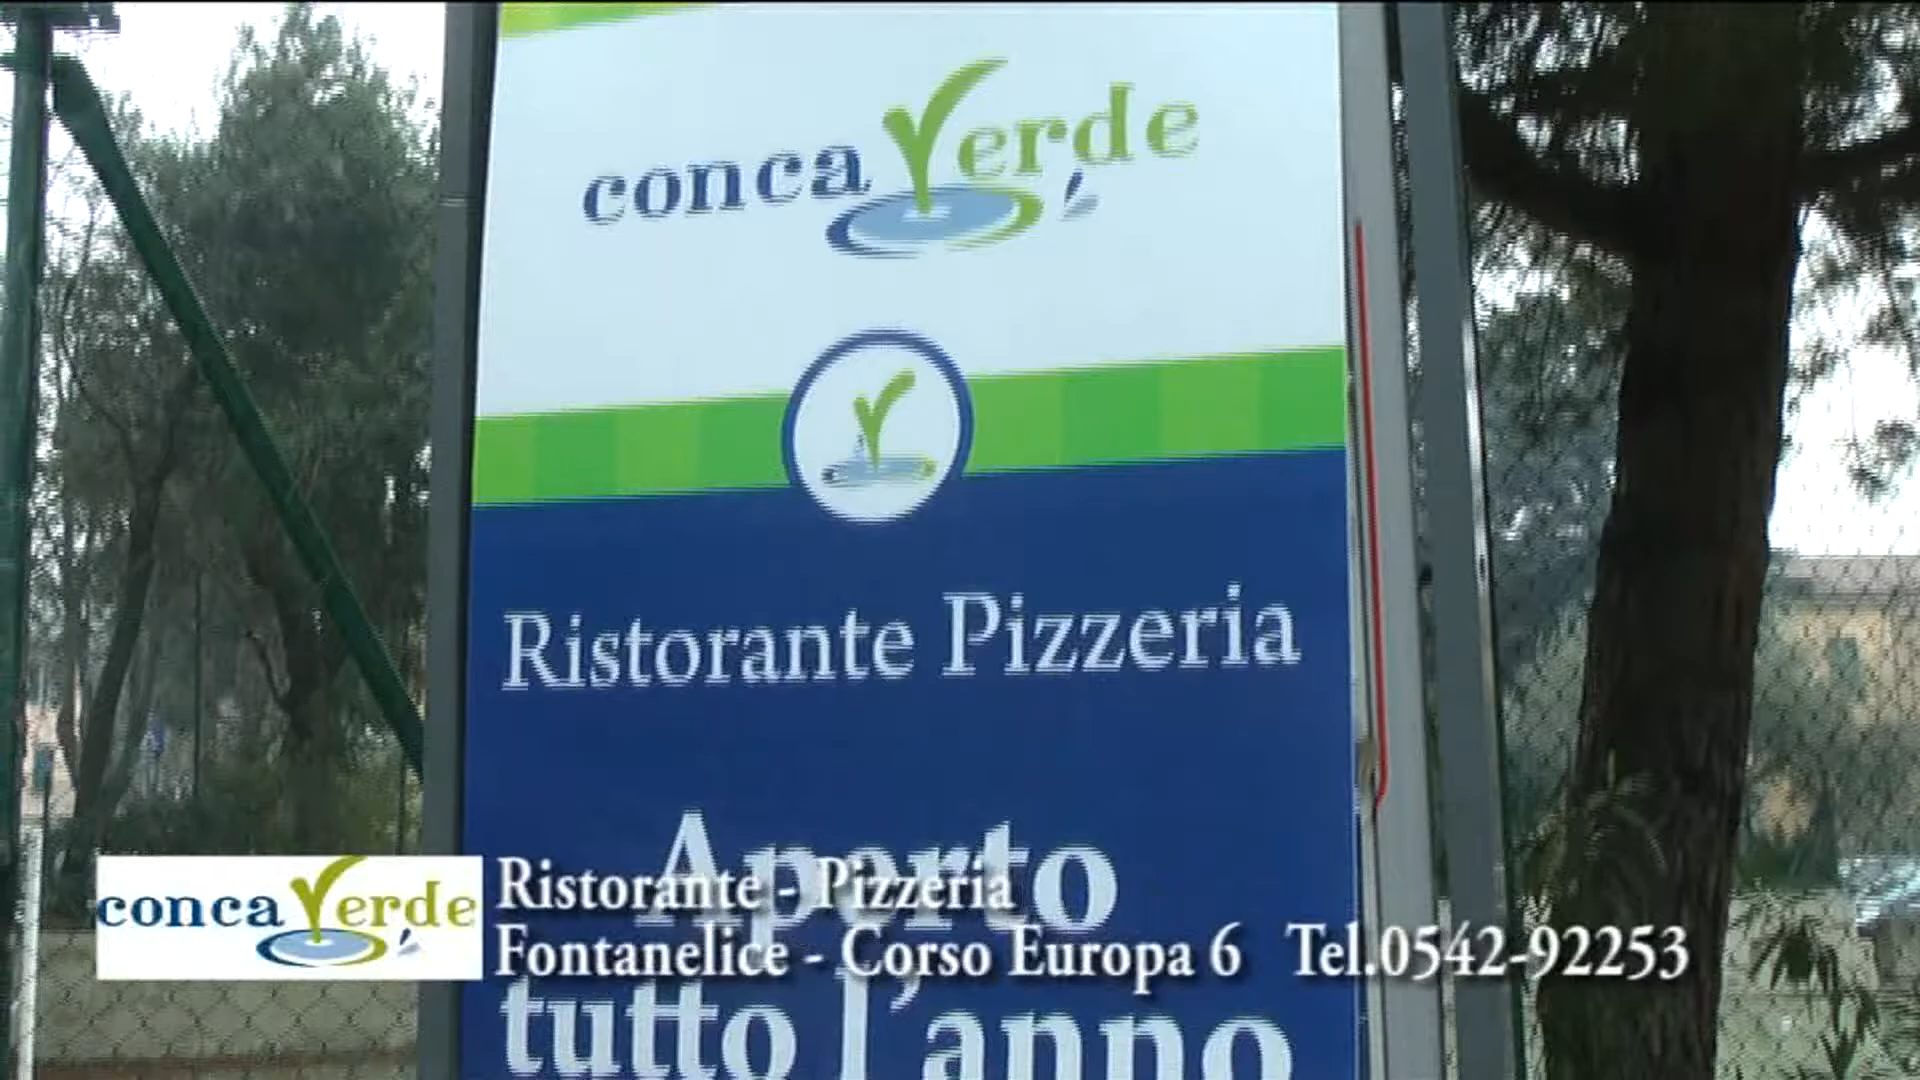 conca Verde
Ristorante Pizzeria
Aperto
tutto l'anno
conca Verde
Ristorante - Pizzeria
Fontanelice - Corso Europa 6 Tel.0542-92253